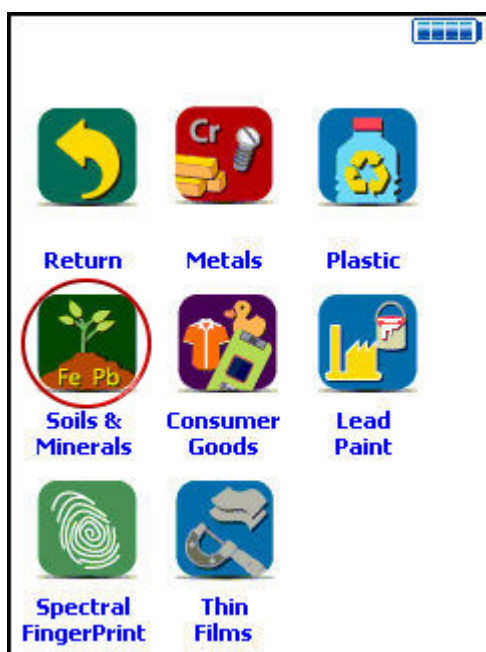 Cr
Return
Metals
Plastic
Fe Pb
Soils &
Minerals
Consumer
Goods
Lead
Paint
Spectral
FingerPrint
Thin
Films